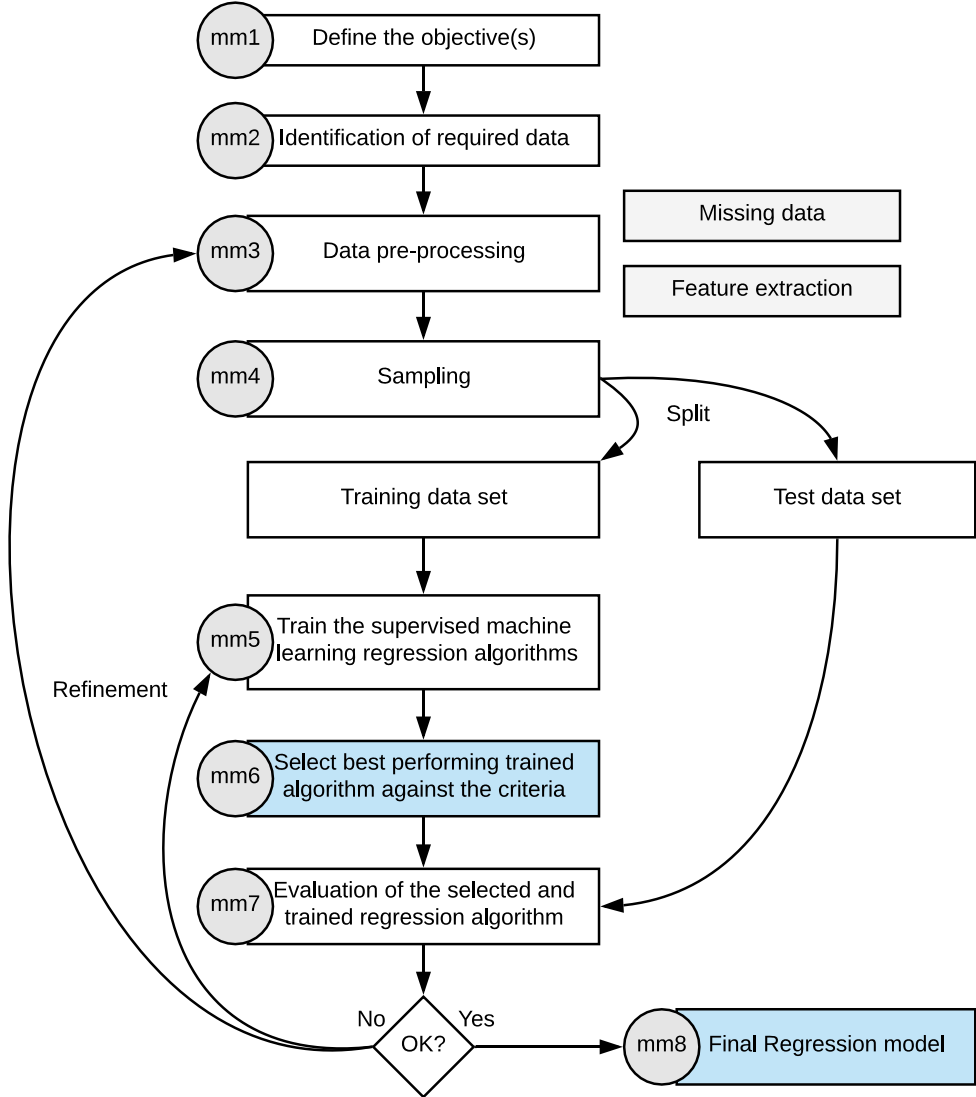 mm1
Define the objective(s)
mm2
Identification of required data
mm3
Data pre-processing
Missing data
Feature extraction
mm4
Sampling
Split
Training data set
Test data set
mm5
Train the supervised machine
learning regression algorithms
Refinement
mm6
Select best performing trained
algorithm against the criteria
mm7
Evaluation of the selected and
trained regression algorithm
No
Yes
OK?
mm8
Final Regression model